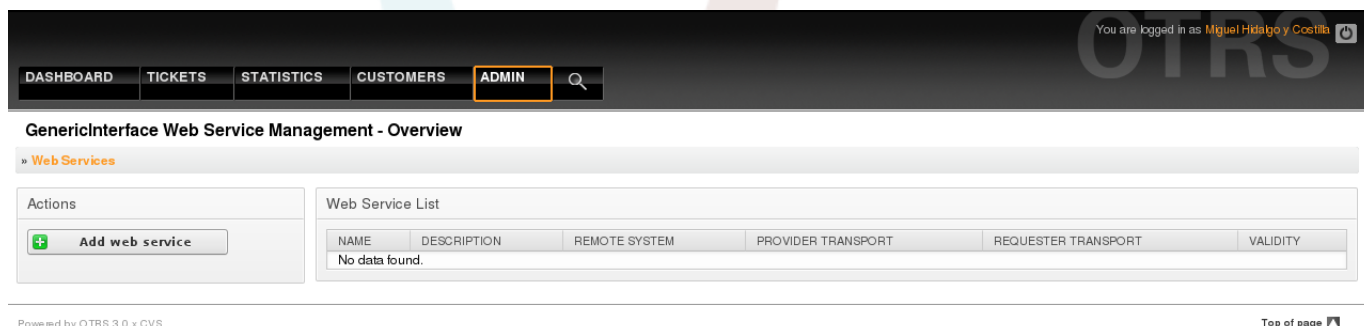 OTRS
You are logged in as Miguel Hidalgo y Costilla
DASHBOARD TICKETS STATISTICS CUSTOMERS ADMIN
GenericInterface Web Service Management - Overview
» Web Services
Actions
Add web service
Web Service List
NAME DESCRIPTION REMOTE SYSTEM PROVIDER TRANSPORT REQUESTER TRANSPORT VALIDITY
No data found.
Powered by OTRS 3.0.x CVS
Top of page